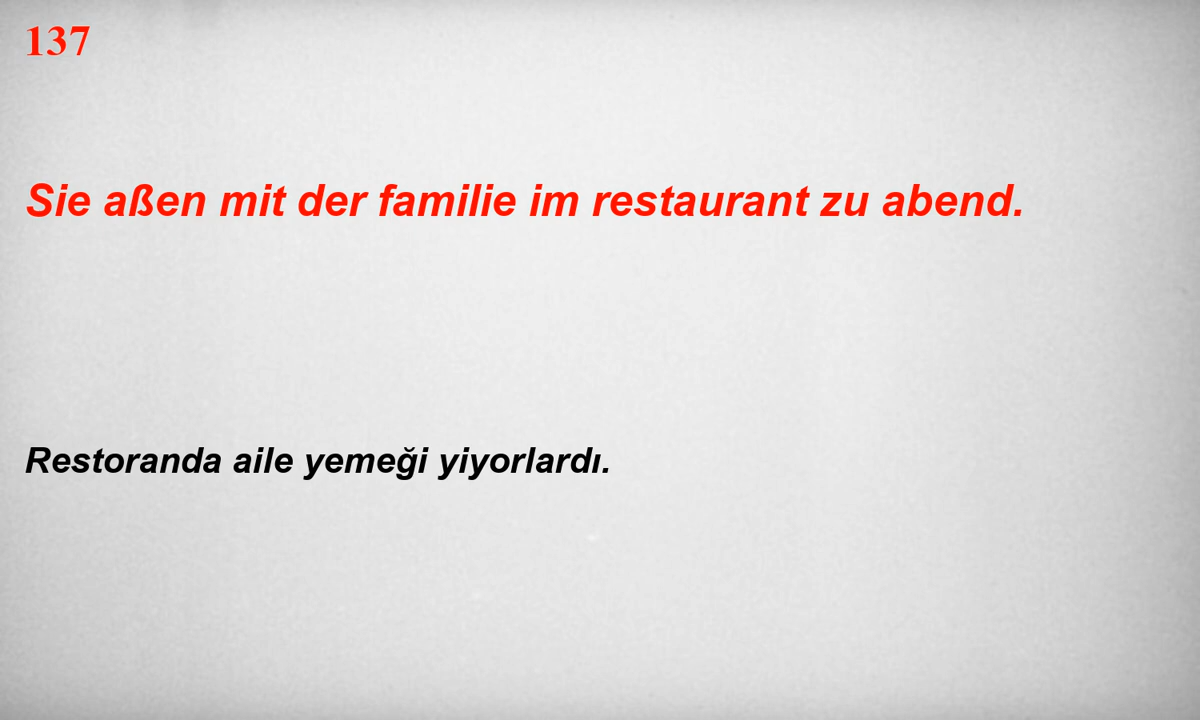 137
Sie aßen mit der familie im restaurant zu abend.
Restoranda aile yemeği yiyorlardı.